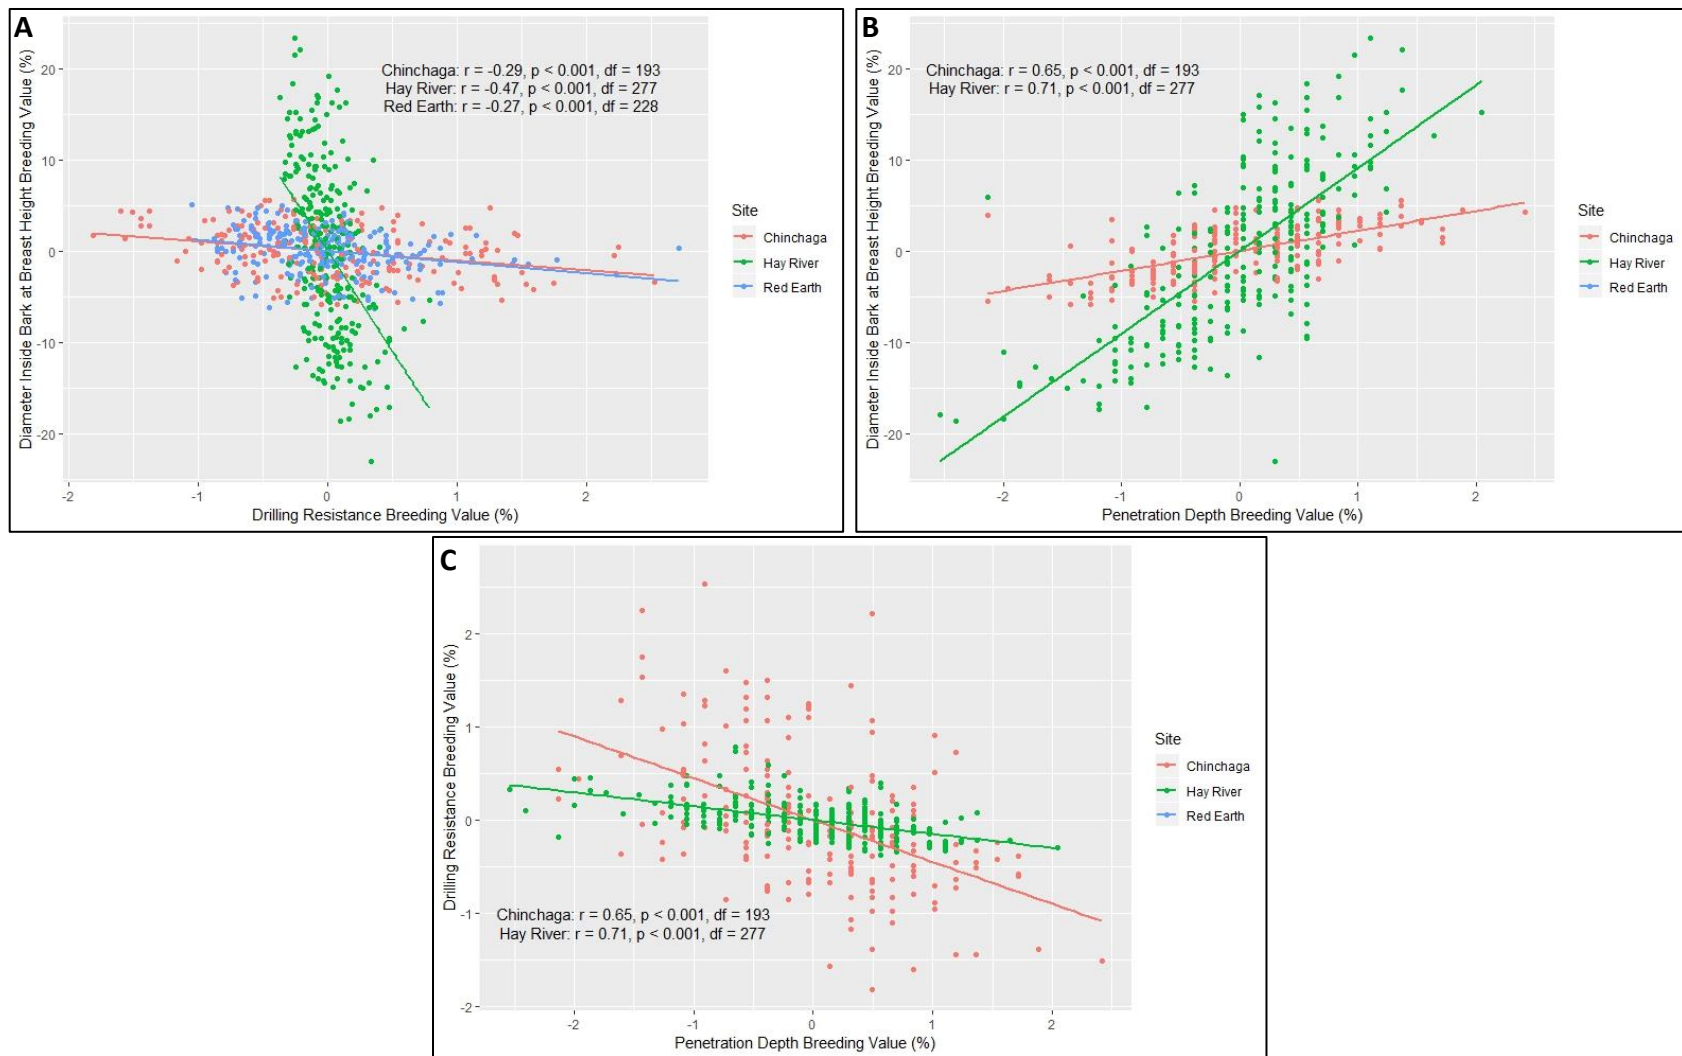 A
Diameter Inside Bark at Breast Height Breeding Value (%)
20
10
0
-10
-20
Chinchaga: r = -0.29, p < 0.001, df = 193
Hay River: r = -0.47, p < 0.001, df = 277
Red Earth: r = -0.27, p < 0.001, df = 228
-2
-1
0
1
2
Drilling Resistance Breeding Value (%)
Site
Chinchaga
Hay River
Red Earth
B
Diameter Inside Bark at Breast Height Breeding Value (%)
20
10
0
-10
-20
Chinchaga: r = 0.65, p < 0.001, df = 193
Hay River: r = 0.71, p < 0.001, df = 277
-2
-1
0
1
2
Penetration Depth Breeding Value (%)
Site
Chinchaga
Hay River
Red Earth
C
Drilling Resistance Breeding Value (%)
2
1
0
-1
-2
Chinchaga: r = 0.65, p < 0.001, df = 193
Hay River: r = 0.71, p < 0.001, df = 277
-2
-1
0
1
2
Penetration Depth Breeding Value (%)
Site
Chinchaga
Hay River
Red Earth